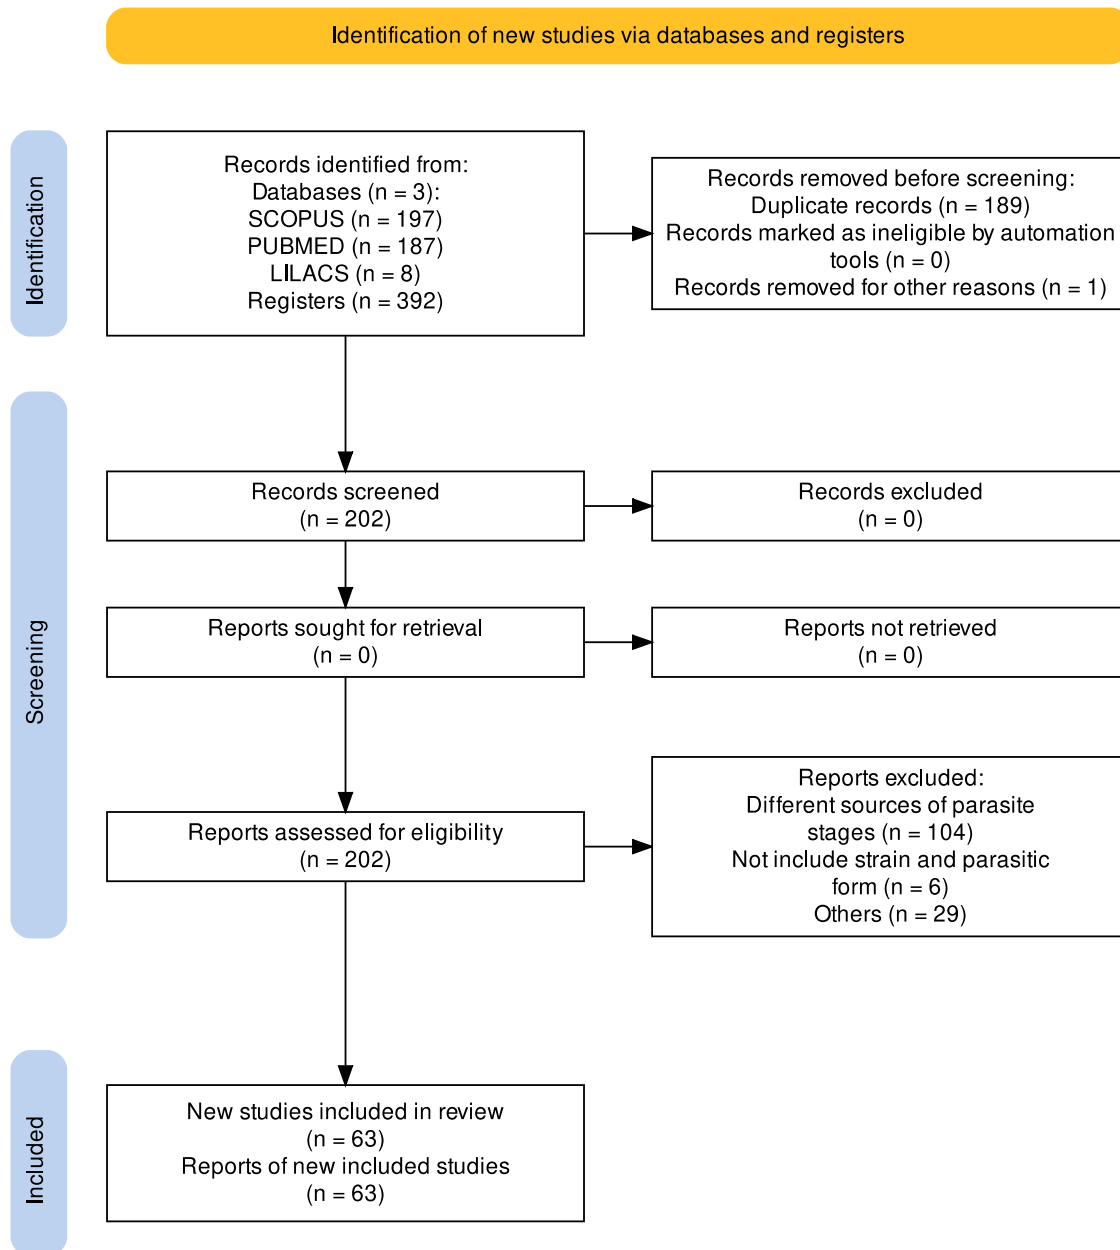 Identification of new studies via databases and registers
Identification
Records identified from:
Databases (n = 3):
SCOPUS (n = 197)
PUBMED (n = 187)
LILACS (n = 8)
Registers (n = 392)
Records removed before screening:
Duplicate records (n = 189)
Records marked as ineligible by automation
tools (n = 0)
Records removed for other reasons (n = 1)
Screening
Records screened
(n = 202)
Records excluded
(n = 0)
Reports sought for retrieval
(n = 0)
Reports not retrieved
(n = 0)
Reports assessed for eligibility
(n = 202)
Reports excluded:
Different sources of parasite
stages (n = 104)
Not include strain and parasitic
form (n = 6)
Others (n = 29)
Included
New studies included in review
(n = 63)
Reports of new included studies
(n = 63)